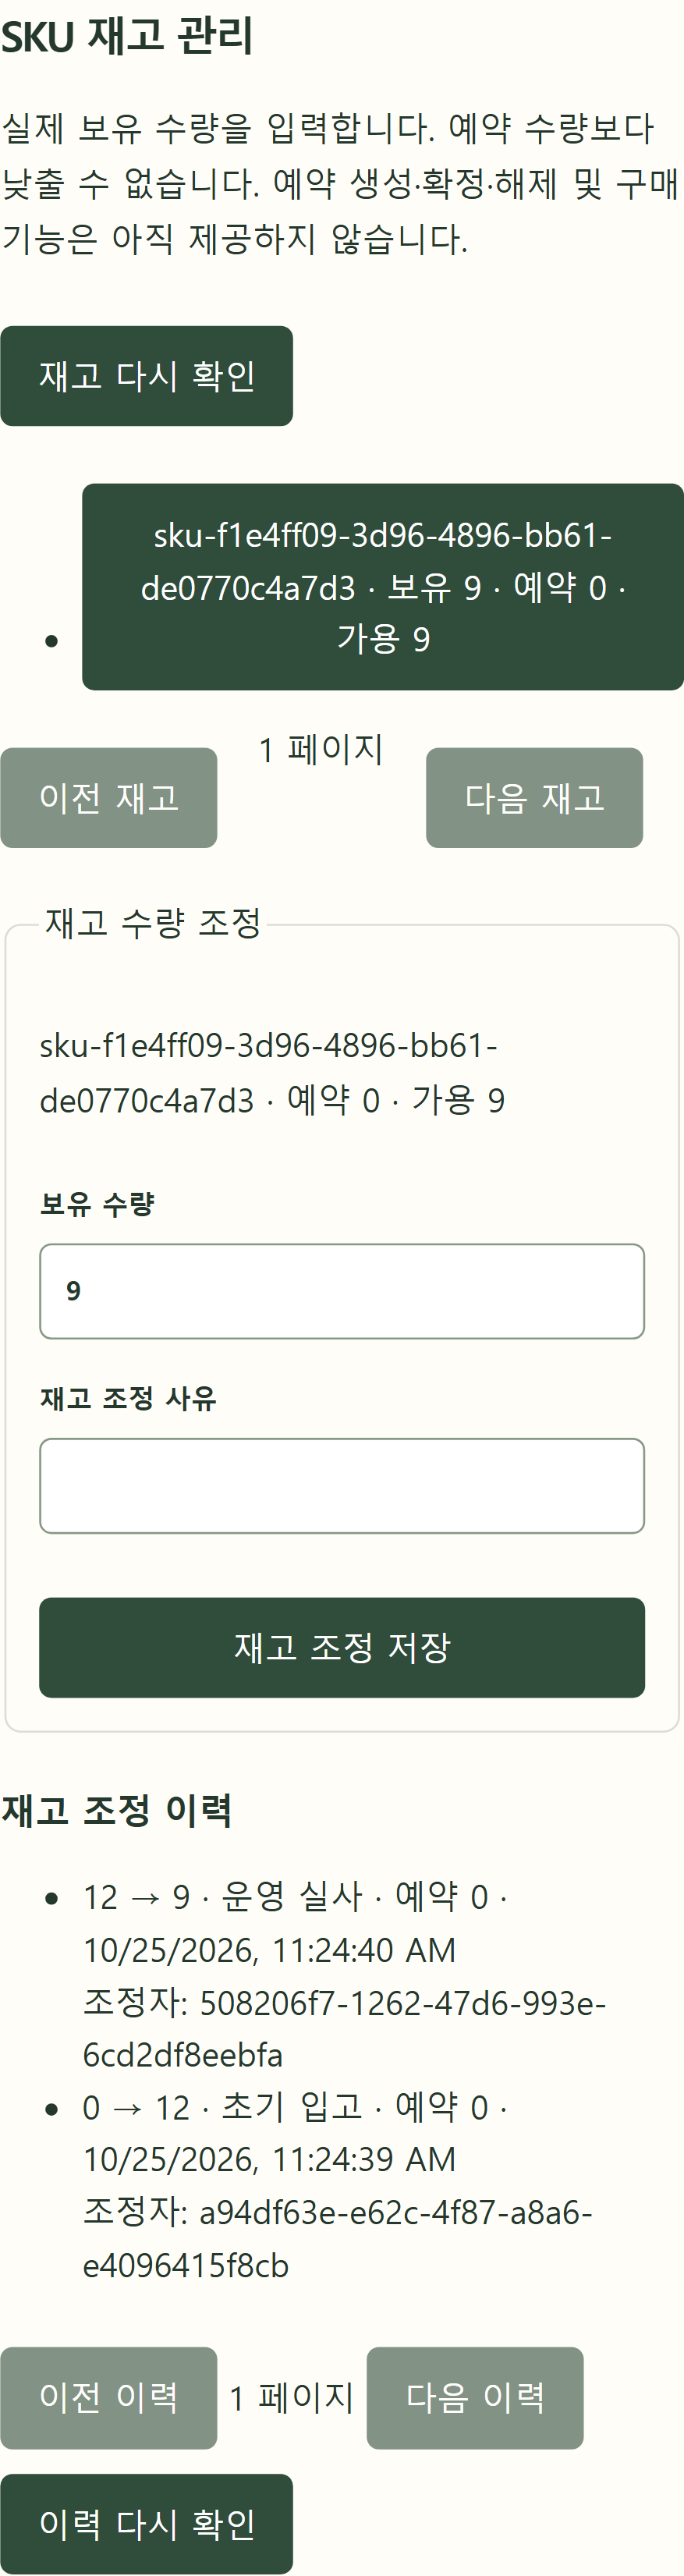 SKU 재고 관리
실제 보유 수량을 입력합니다. 예약 수량보다
낮출 수 없습니다. 예약 생성·확정·해제 및 구매
기능은 아직 제공하지 않습니다.
재고 다시 확인
sku-f1e4ff09-3d96-4896-bb61-
de0770c4a7d3 · 보유 9 · 예약 0 ·
가용 9
이전 재고
1 페이지
다음 재고
재고 수량 조정
sku-f1e4ff09-3d96-4896-bb61-
de0770c4a7d3 · 예약 0 · 가용 9
보유 수량
9
재고 조정 사유
재고 조정 저장
재고 조정 이력
12 → 9 · 운영 실사 · 예약 0 ·
10/25/2026, 11:24:40 AM
조정자: 508206f7-1262-47d6-993e-
6cd2df8eebfa
0 → 12 · 초기 입고 · 예약 0 ·
10/25/2026, 11:24:39 AM
조정자: a94df63e-e62c-4f87-a8a6-
e4096415f8cb
이전 이력 1 페이지 다음 이력
이력 다시 확인